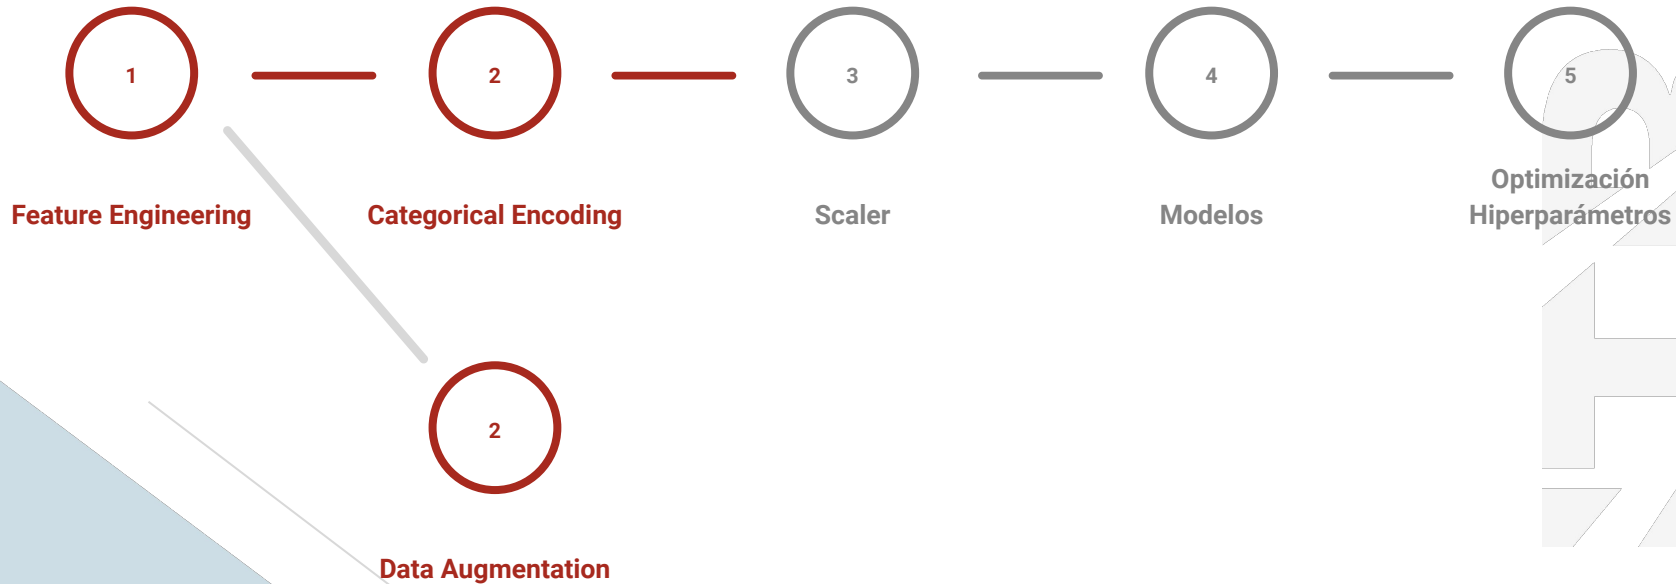 1
2
3
4
5
Feature Engineering
Categorical Encoding
Scaler
Modelos
Optimización
Hiperparámetros
2
Data Augmentation